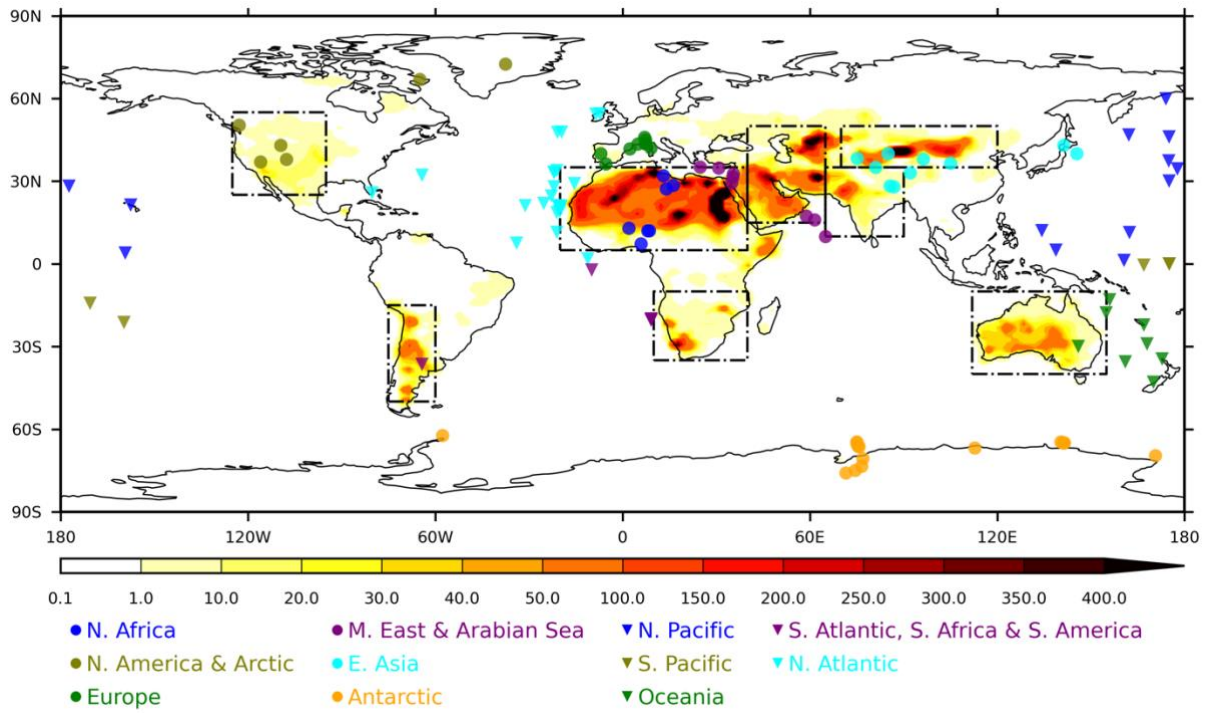 90N
60N
30N
0
30S
60S
90S
180 120W 60W 0 60E 120E 180
0.1 1.0 10.0 20.0 30.0 40.0 50.0 100.0 150.0 200.0 250.0 300.0 350.0 400.0
N. Africa M. East & Arabian Sea N. Pacific S. Atlantic, S. Africa & S. America
N. America & Arctic E. Asia S. Pacific N. Atlantic
Europe Antarctic Oceania